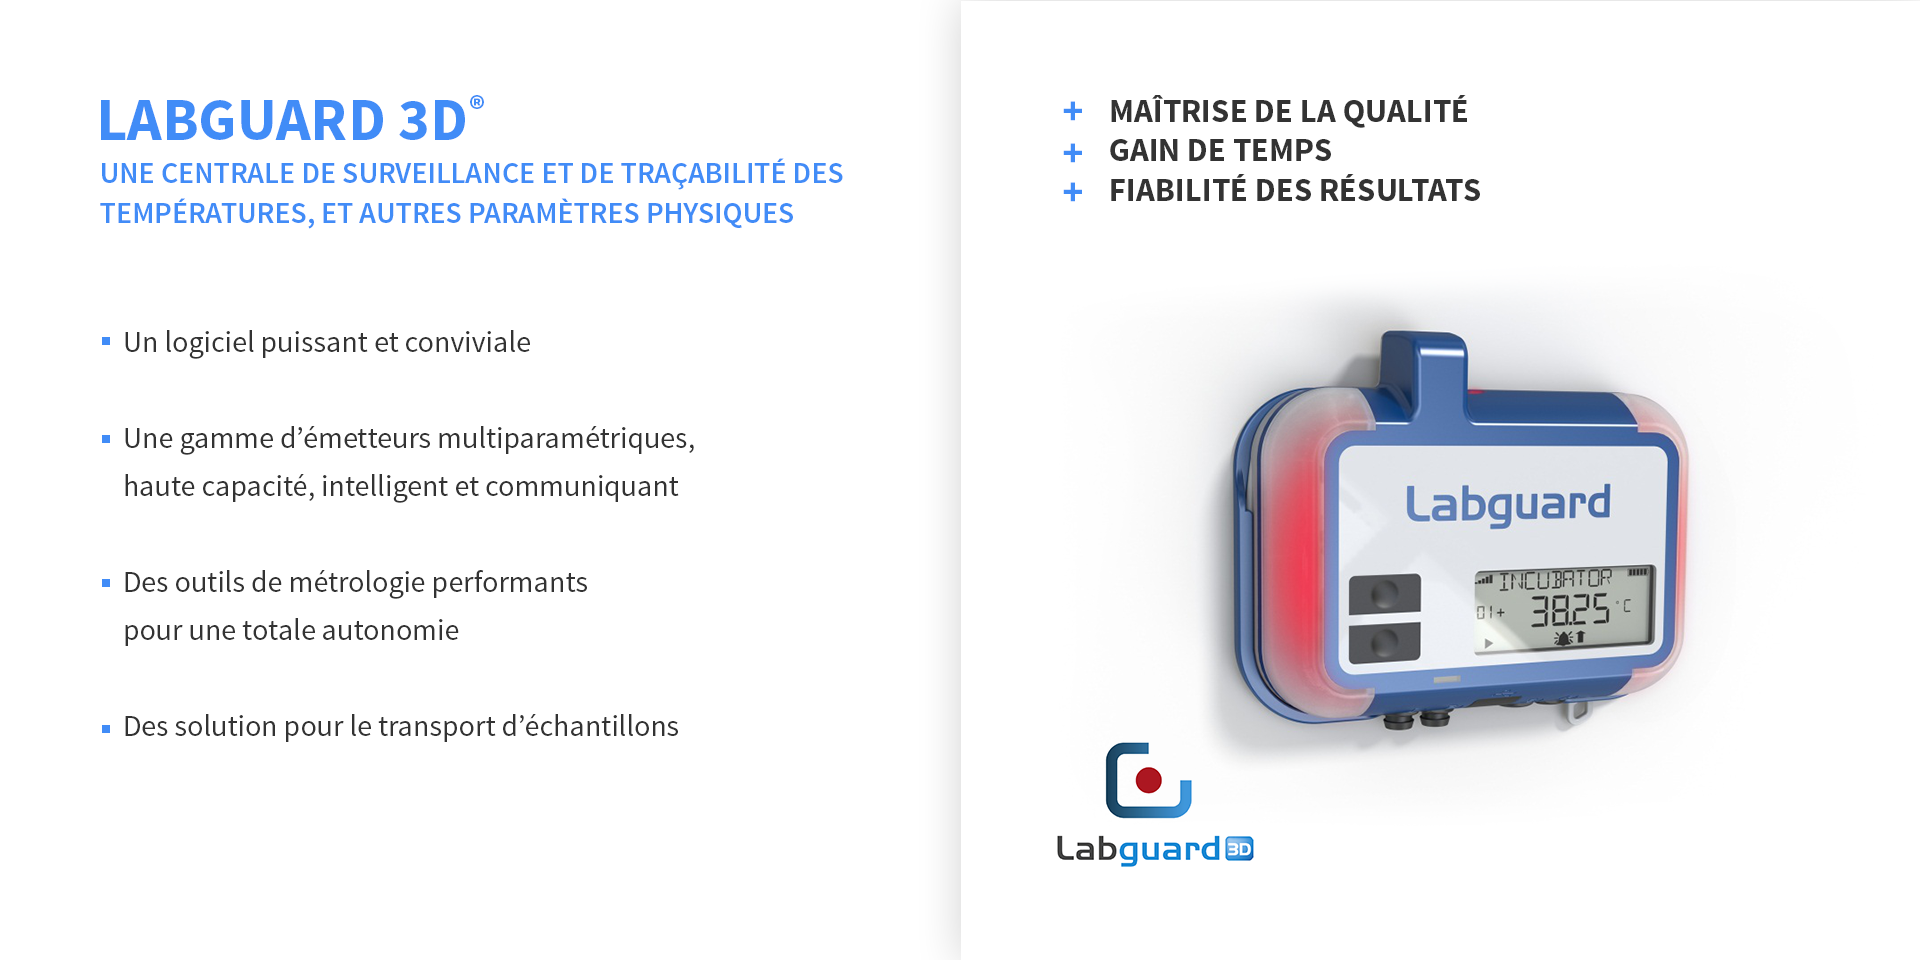 LABGUARD 3D®
UNE CENTRALE DE SURVEILLANCE ET DE TRAÇABILITÉ DES
TEMPÉRATURES, ET AUTRES PARAMÈTRES PHYSIQUES
▪ Un logiciel puissant et conviviale
▪ Une gamme d’émetteurs multiparamétriques,
haute capacité, intelligent et communiquant
▪ Des outils de métrologie performants
pour une totale autonomie
▪ Des solution pour le transport d’échantillons
+ MAÎTRISE DE LA QUALITÉ
+ GAIN DE TEMPS
+ FIABILITÉ DES RÉSULTATS
Labguard
INCUBATOR
01+ 38.25 °C
Labguard 3D